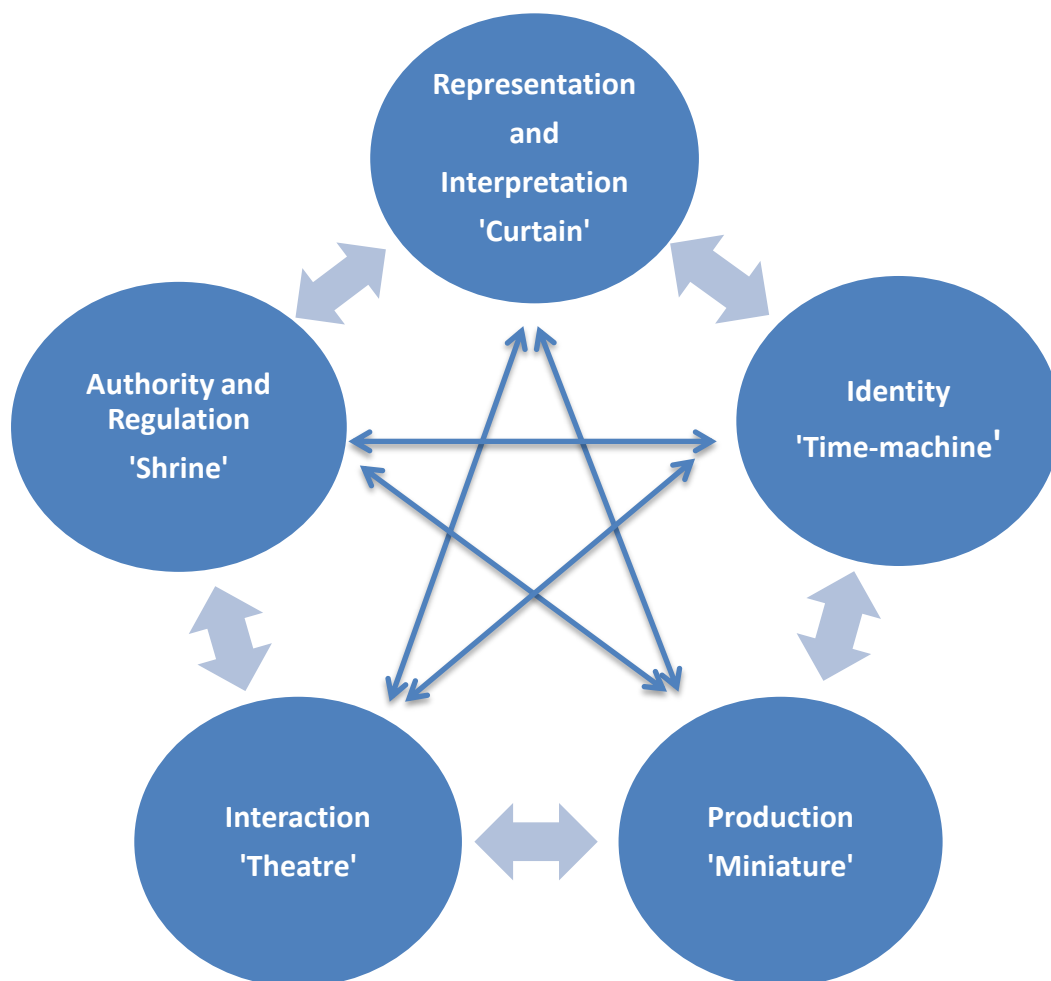 Representation
and
Interpretation
'Curtain'
Authority and
Regulation
'Shrine'
Identity
'Time-machine'
Interaction
'Theatre'
Production
'Miniature'